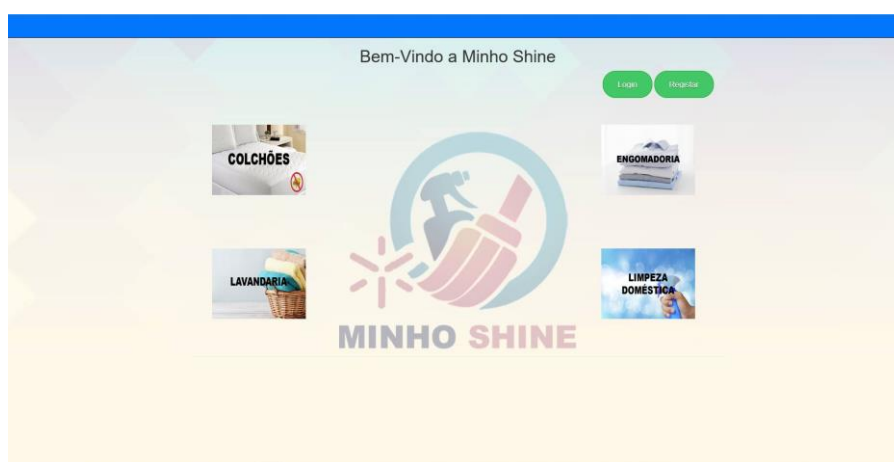 Bem-Vindo a Minho Shine
Login Registar
COLCHÕES
ENGOMADORIA
LAVANDARIA
LIMPEZA
DOMÉSTICA
MINHO SHINE